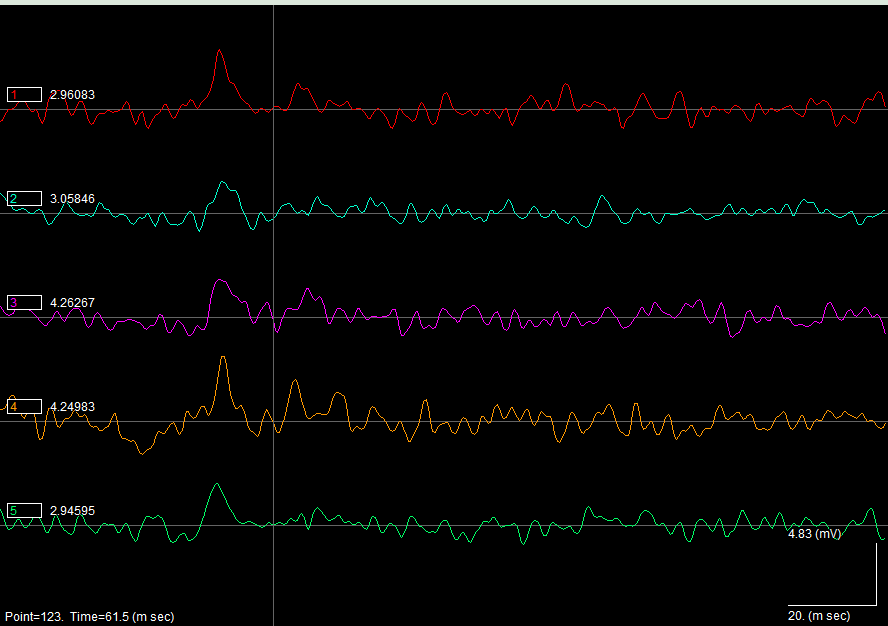 1 2.96083
2 3.05846
3 4.26267
4 4.24983
5 2.94595
4.83 (mV)
Point=123. Time=61.5 (m sec)
20. (m sec)